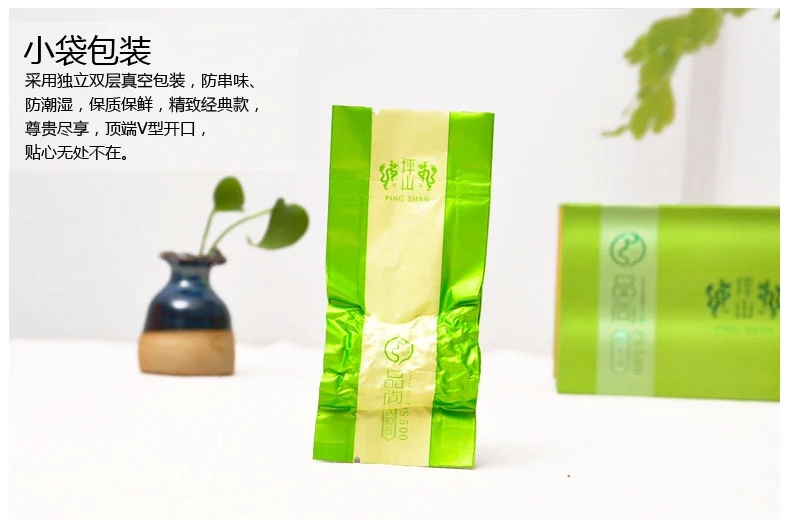 小袋包装
采用独立双层真空包装，防串味、
防潮湿，保质保鲜，精致经典款，
尊贵尽享，顶端V型开口，
贴心无处不在。
坪山
PING SHAN
品尚
PS500
品尚
坪山
PING SHAN